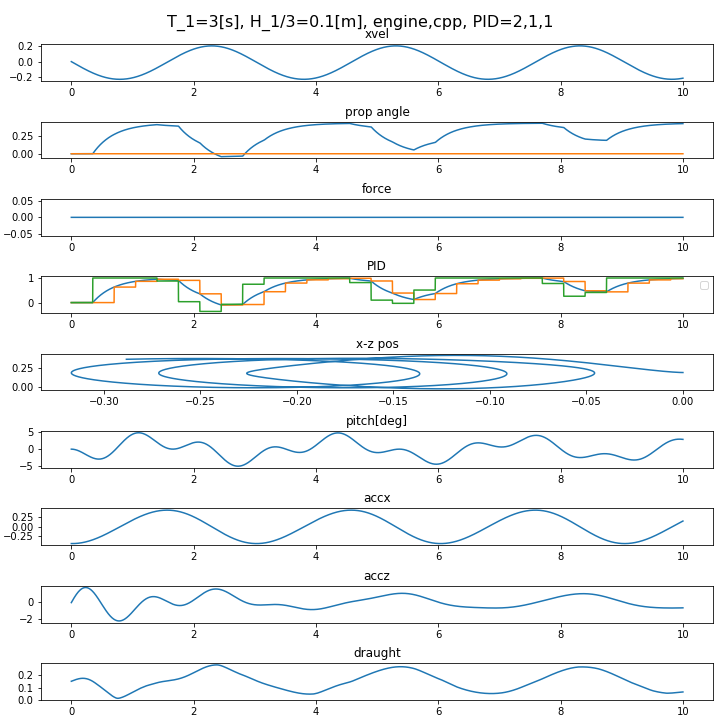 T_1=3[s], H_1/3=0.1[m], engine,cpp, PID=2,1,1
xvel
0.2
0.0
−0.2
0 2 4 6 8 10
prop angle
0.25
0.00
0 2 4 6 8 10
force
0.05
0.00
−0.05
0 2 4 6 8 10
PID
1
0
0 2 4 6 8 10
x-z pos
0.25
0.00
−0.30 −0.25 −0.20 −0.15 −0.10 −0.05 0.00
pitch[deg]
5
0
−5
0 2 4 6 8 10
accx
0.25
0.00
−0.25
0 2 4 6 8 10
accz
0
−2
0 2 4 6 8 10
draught
0.2
0.1
0.0
0 2 4 6 8 10